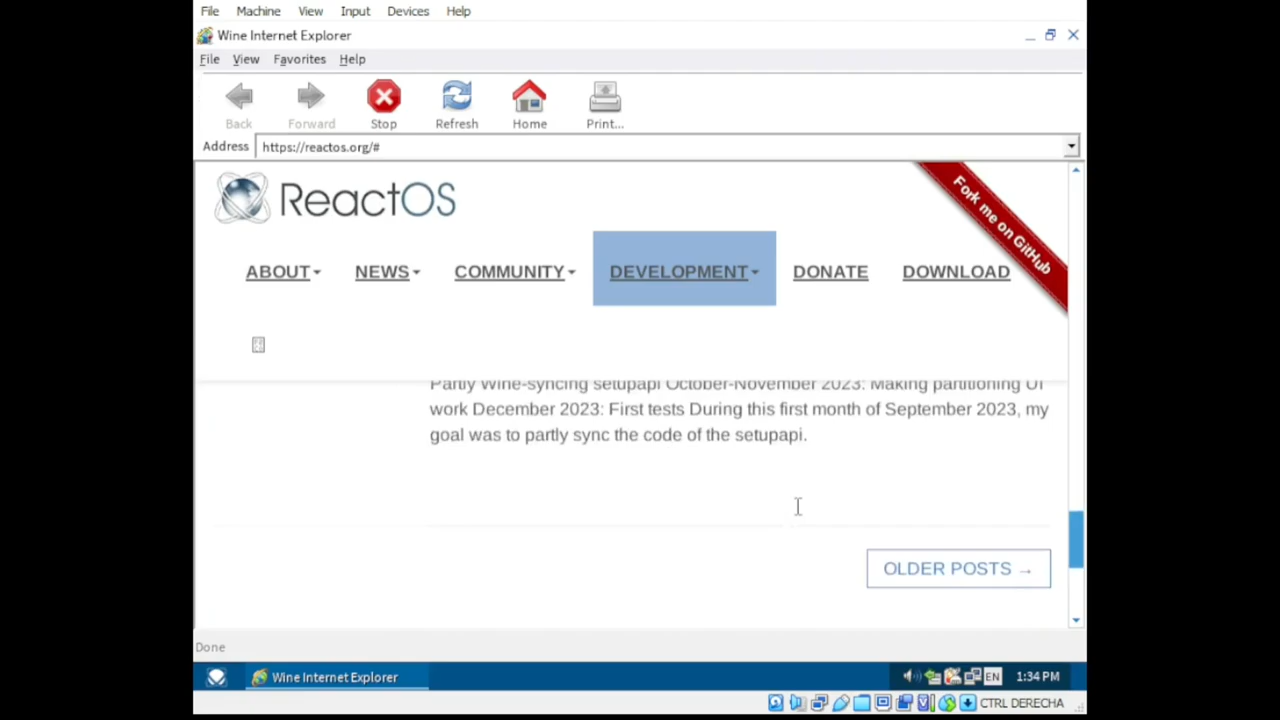 File Machine View Input Devices Help
Wine Internet Explorer
File View Favorites Help
Back Forward Stop Refresh Home Print...
Address https://reactos.org/#
ReactOS
Fork me on GitHub
ABOUT NEWS COMMUNITY DEVELOPMENT DONATE DOWNLOAD
Partly Wine-syncing setupapi October-November 2023: Making partitioning UI
work December 2023: First tests During this first month of September 2023, my
goal was to partly sync the code of the setupapi.
OLDER POSTS →
Done
Wine Internet Explorer EN 1:34 PM
CTRL DERECHA